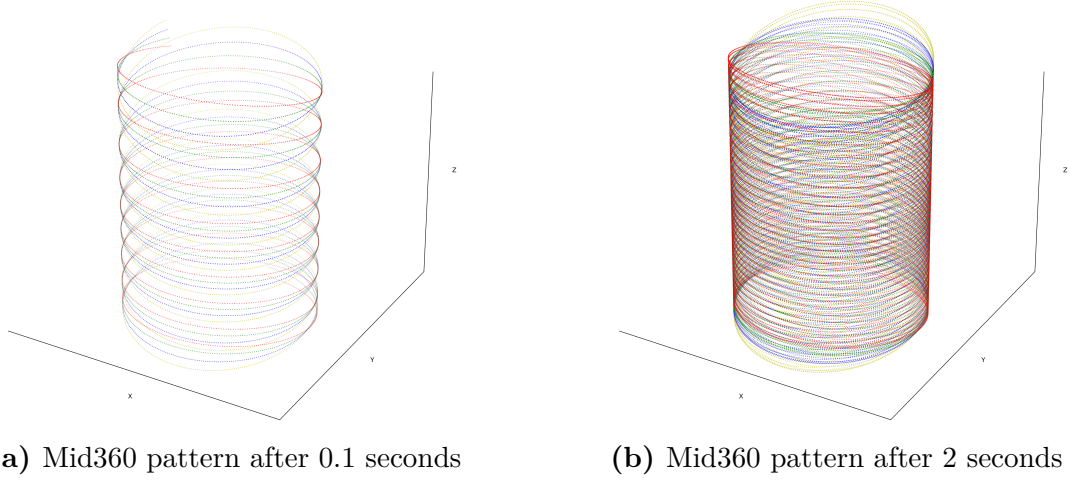 Z
Y
X
Z
Y
X
a) Mid360 pattern after 0.1 seconds
(b) Mid360 pattern after 2 seconds